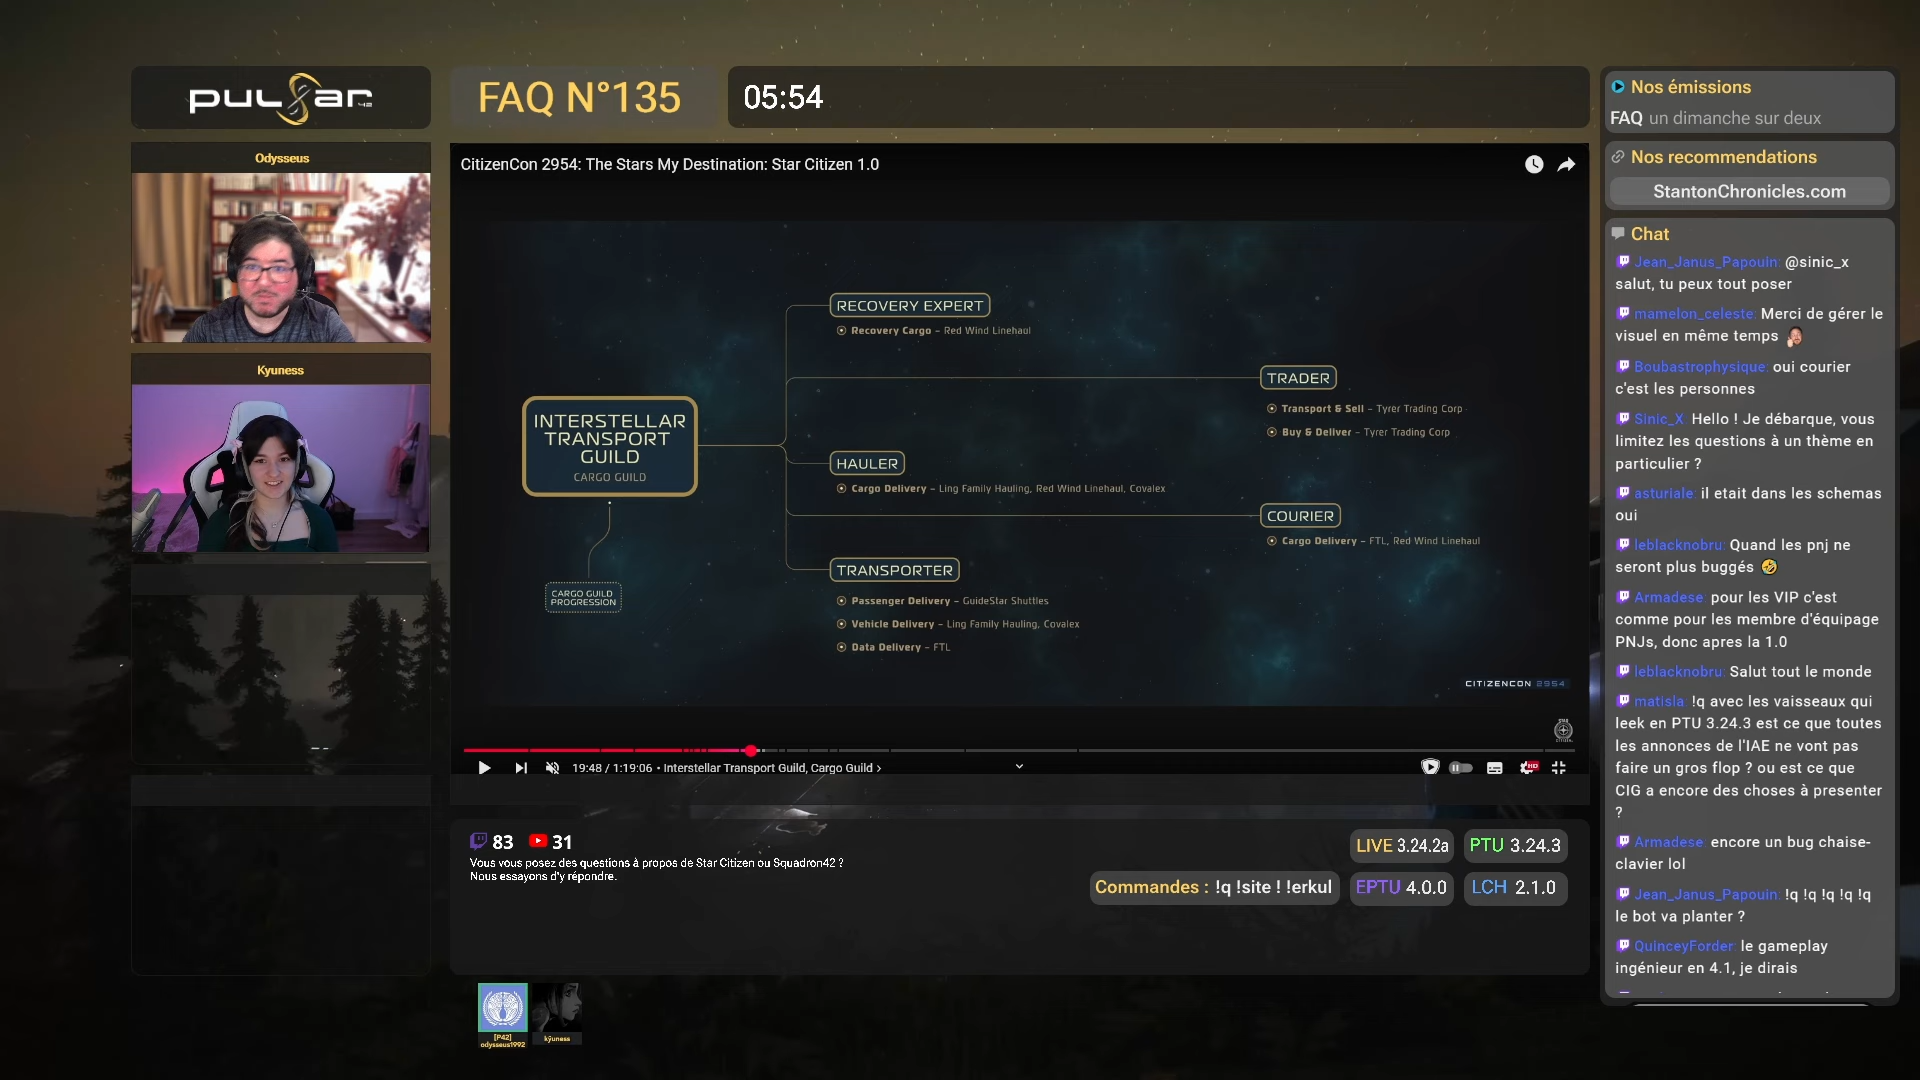 pulsar 42
FAQ N°135
05:54
Odysseus
Kyuness
CitizenCon 2954: The Stars My Destination: Star Citizen 1.0
INTERSTELLAR
TRANSPORT
GUILD
CARGO GUILD
CARGO GUILD
PROGRESSION
RECOVERY EXPERT
Recovery Cargo – Red Wind Linehaul
TRADER
Transport & Sell – Tyrer Trading Corp
Buy & Deliver – Tyrer Trading Corp
HAULER
Cargo Delivery – Ling Family Hauling, Red Wind Linehaul, Covalex
COURIER
Cargo Delivery – FTL, Red Wind Linehaul
TRANSPORTER
Passenger Delivery – GuideStar Shuttles
Vehicle Delivery – Ling Family Hauling, Covalex
Data Delivery – FTL
CITIZENCON 2954
19:48 / 1:19:06 • Interstellar Transport Guild, Cargo Guild ›
HD
83 31
Vous vous posez des questions à propos de Star Citizen ou Squadron42 ?
Nous essayons d'y répondre.
LIVE 3.24.2a
PTU 3.24.3
Commandes : !q !site ! !erkul
EPTU 4.0.0
LCH 2.1.0
[P42]
odysseus1992
kÿuness
Nos émissions
FAQ un dimanche sur deux
Nos recommendations
StantonChronicles.com
Chat
Jean_Janus_Papouin: @sinic_x
salut, tu peux tout poser
mamelon_celeste: Merci de gérer le
visuel en même temps
Boubastrophysique: oui courier
c'est les personnes
Sinic_X: Hello ! Je débarque, vous
limitez les questions à un thème en
particulier ?
asturiale: il etait dans les schemas
oui
leblacknobru: Quand les pnj ne
seront plus buggés 🤣
Armadese: pour les VIP c'est
comme pour les membre d'équipage
PNJs, donc apres la 1.0
leblacknobru: Salut tout le monde
matisla: !q avec les vaisseaux qui
leek en PTU 3.24.3 est ce que toutes
les annonces de l'IAE ne vont pas
faire un gros flop ? ou est ce que
CIG a encore des choses à presenter
?
Armadese: encore un bug chaise-
clavier lol
Jean_Janus_Papouin: !q !q !q !q !q
le bot va planter ?
QuinceyForder: le gameplay
ingénieur en 4.1, je dirais